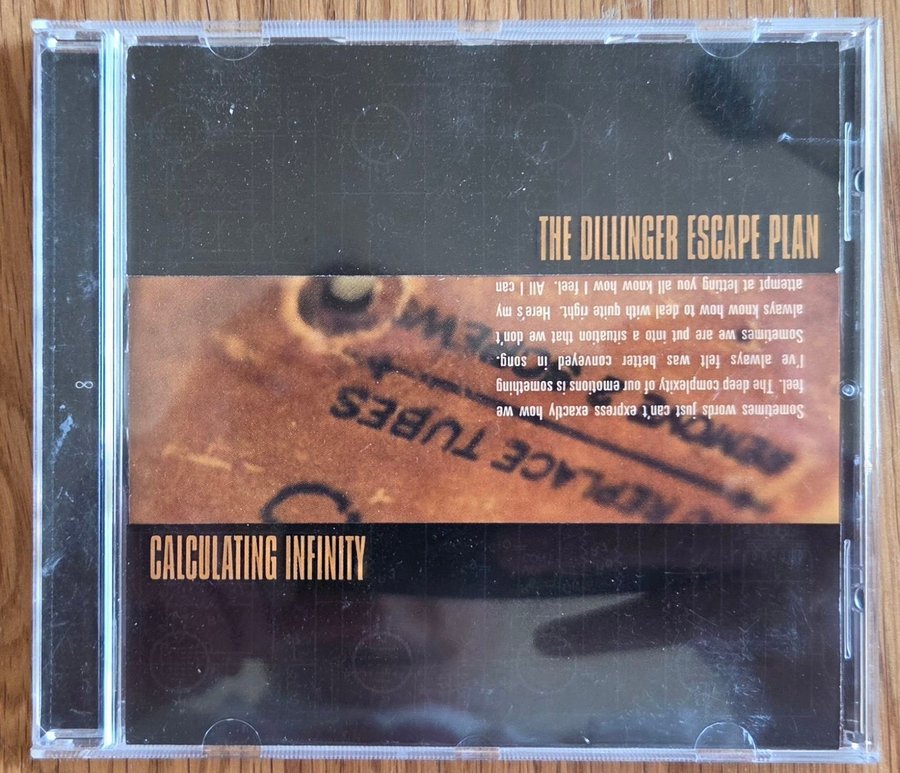 THE DILLINGER ESCAPE PLAN
Sometimes words just can't express exactly how we
feel. The deep complexity of our emotions is something
I've always felt was better conveyed in song.
Sometimes we are put into a situation that we don't
always know how to deal with quite right. Here's my
attempt at letting you all know how I feel. All I can
REPLACE TUBES
REMOVE 2
CALCULATING INFINITY